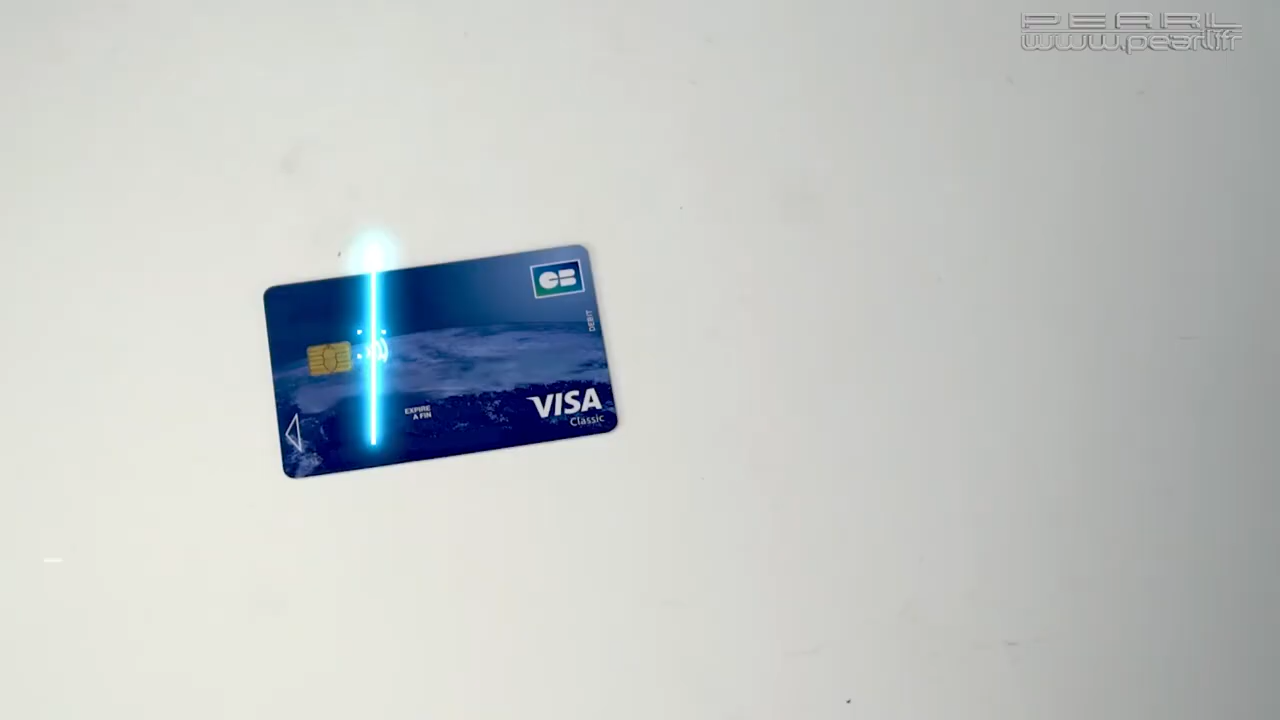 PEARL
www.pearl.fr
CB
DEBIT
EXPIRE
A FIN
VISA
Classic